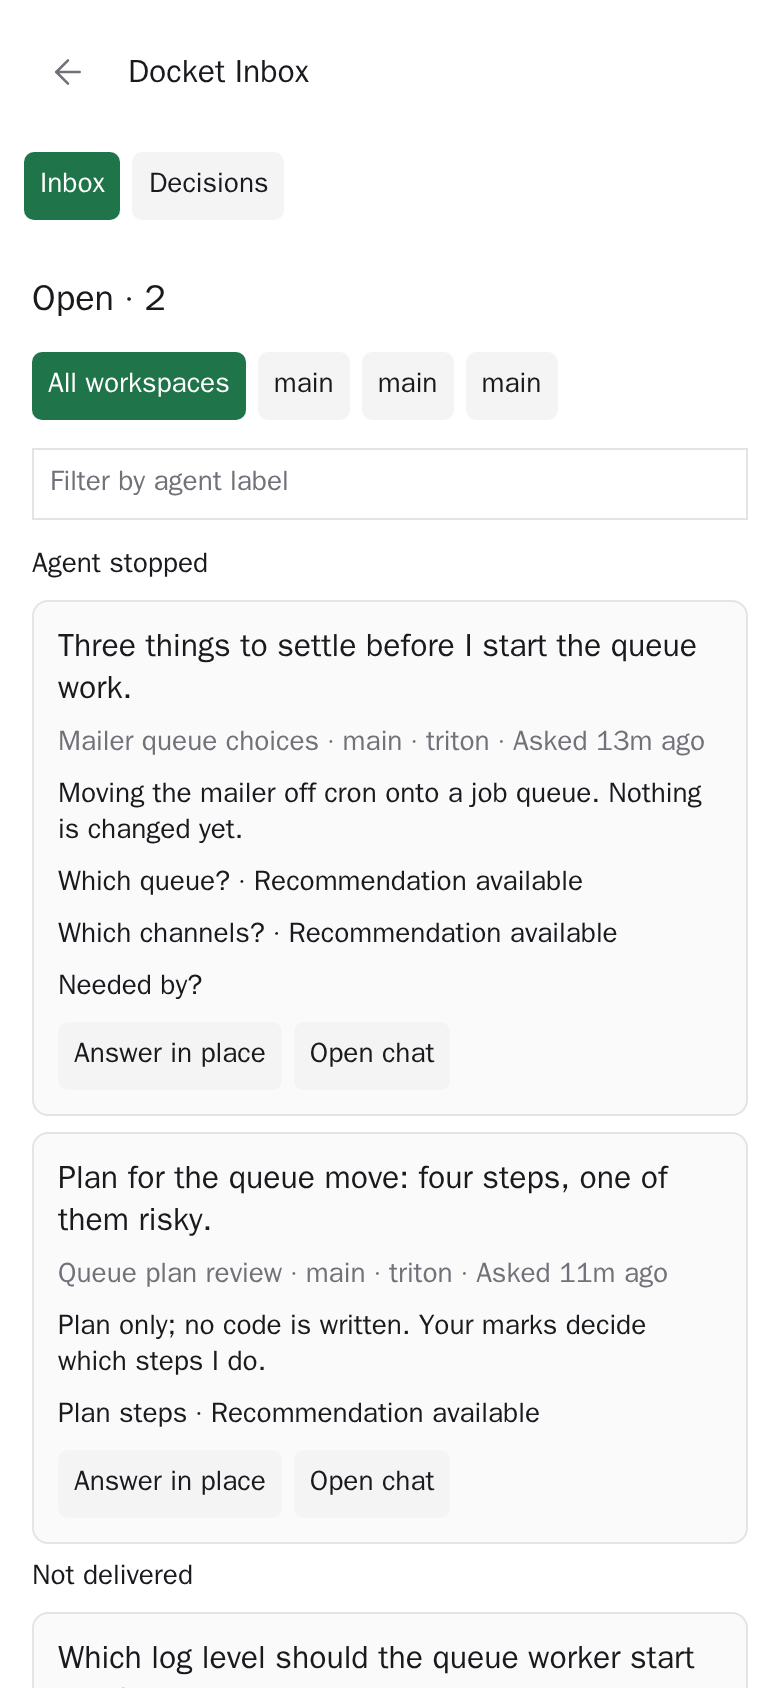 Docket Inbox
Inbox
Decisions
Open · 2
All workspaces
main
main
main
Filter by agent label
Agent stopped
Three things to settle before I start the queue
work.
Mailer queue choices · main · triton · Asked 13m ago
Moving the mailer off cron onto a job queue. Nothing
is changed yet.
Which queue? · Recommendation available
Which channels? · Recommendation available
Needed by?
Answer in place
Open chat
Plan for the queue move: four steps, one of
them risky.
Queue plan review · main · triton · Asked 11m ago
Plan only; no code is written. Your marks decide
which steps I do.
Plan steps · Recommendation available
Answer in place
Open chat
Not delivered
Which log level should the queue worker start